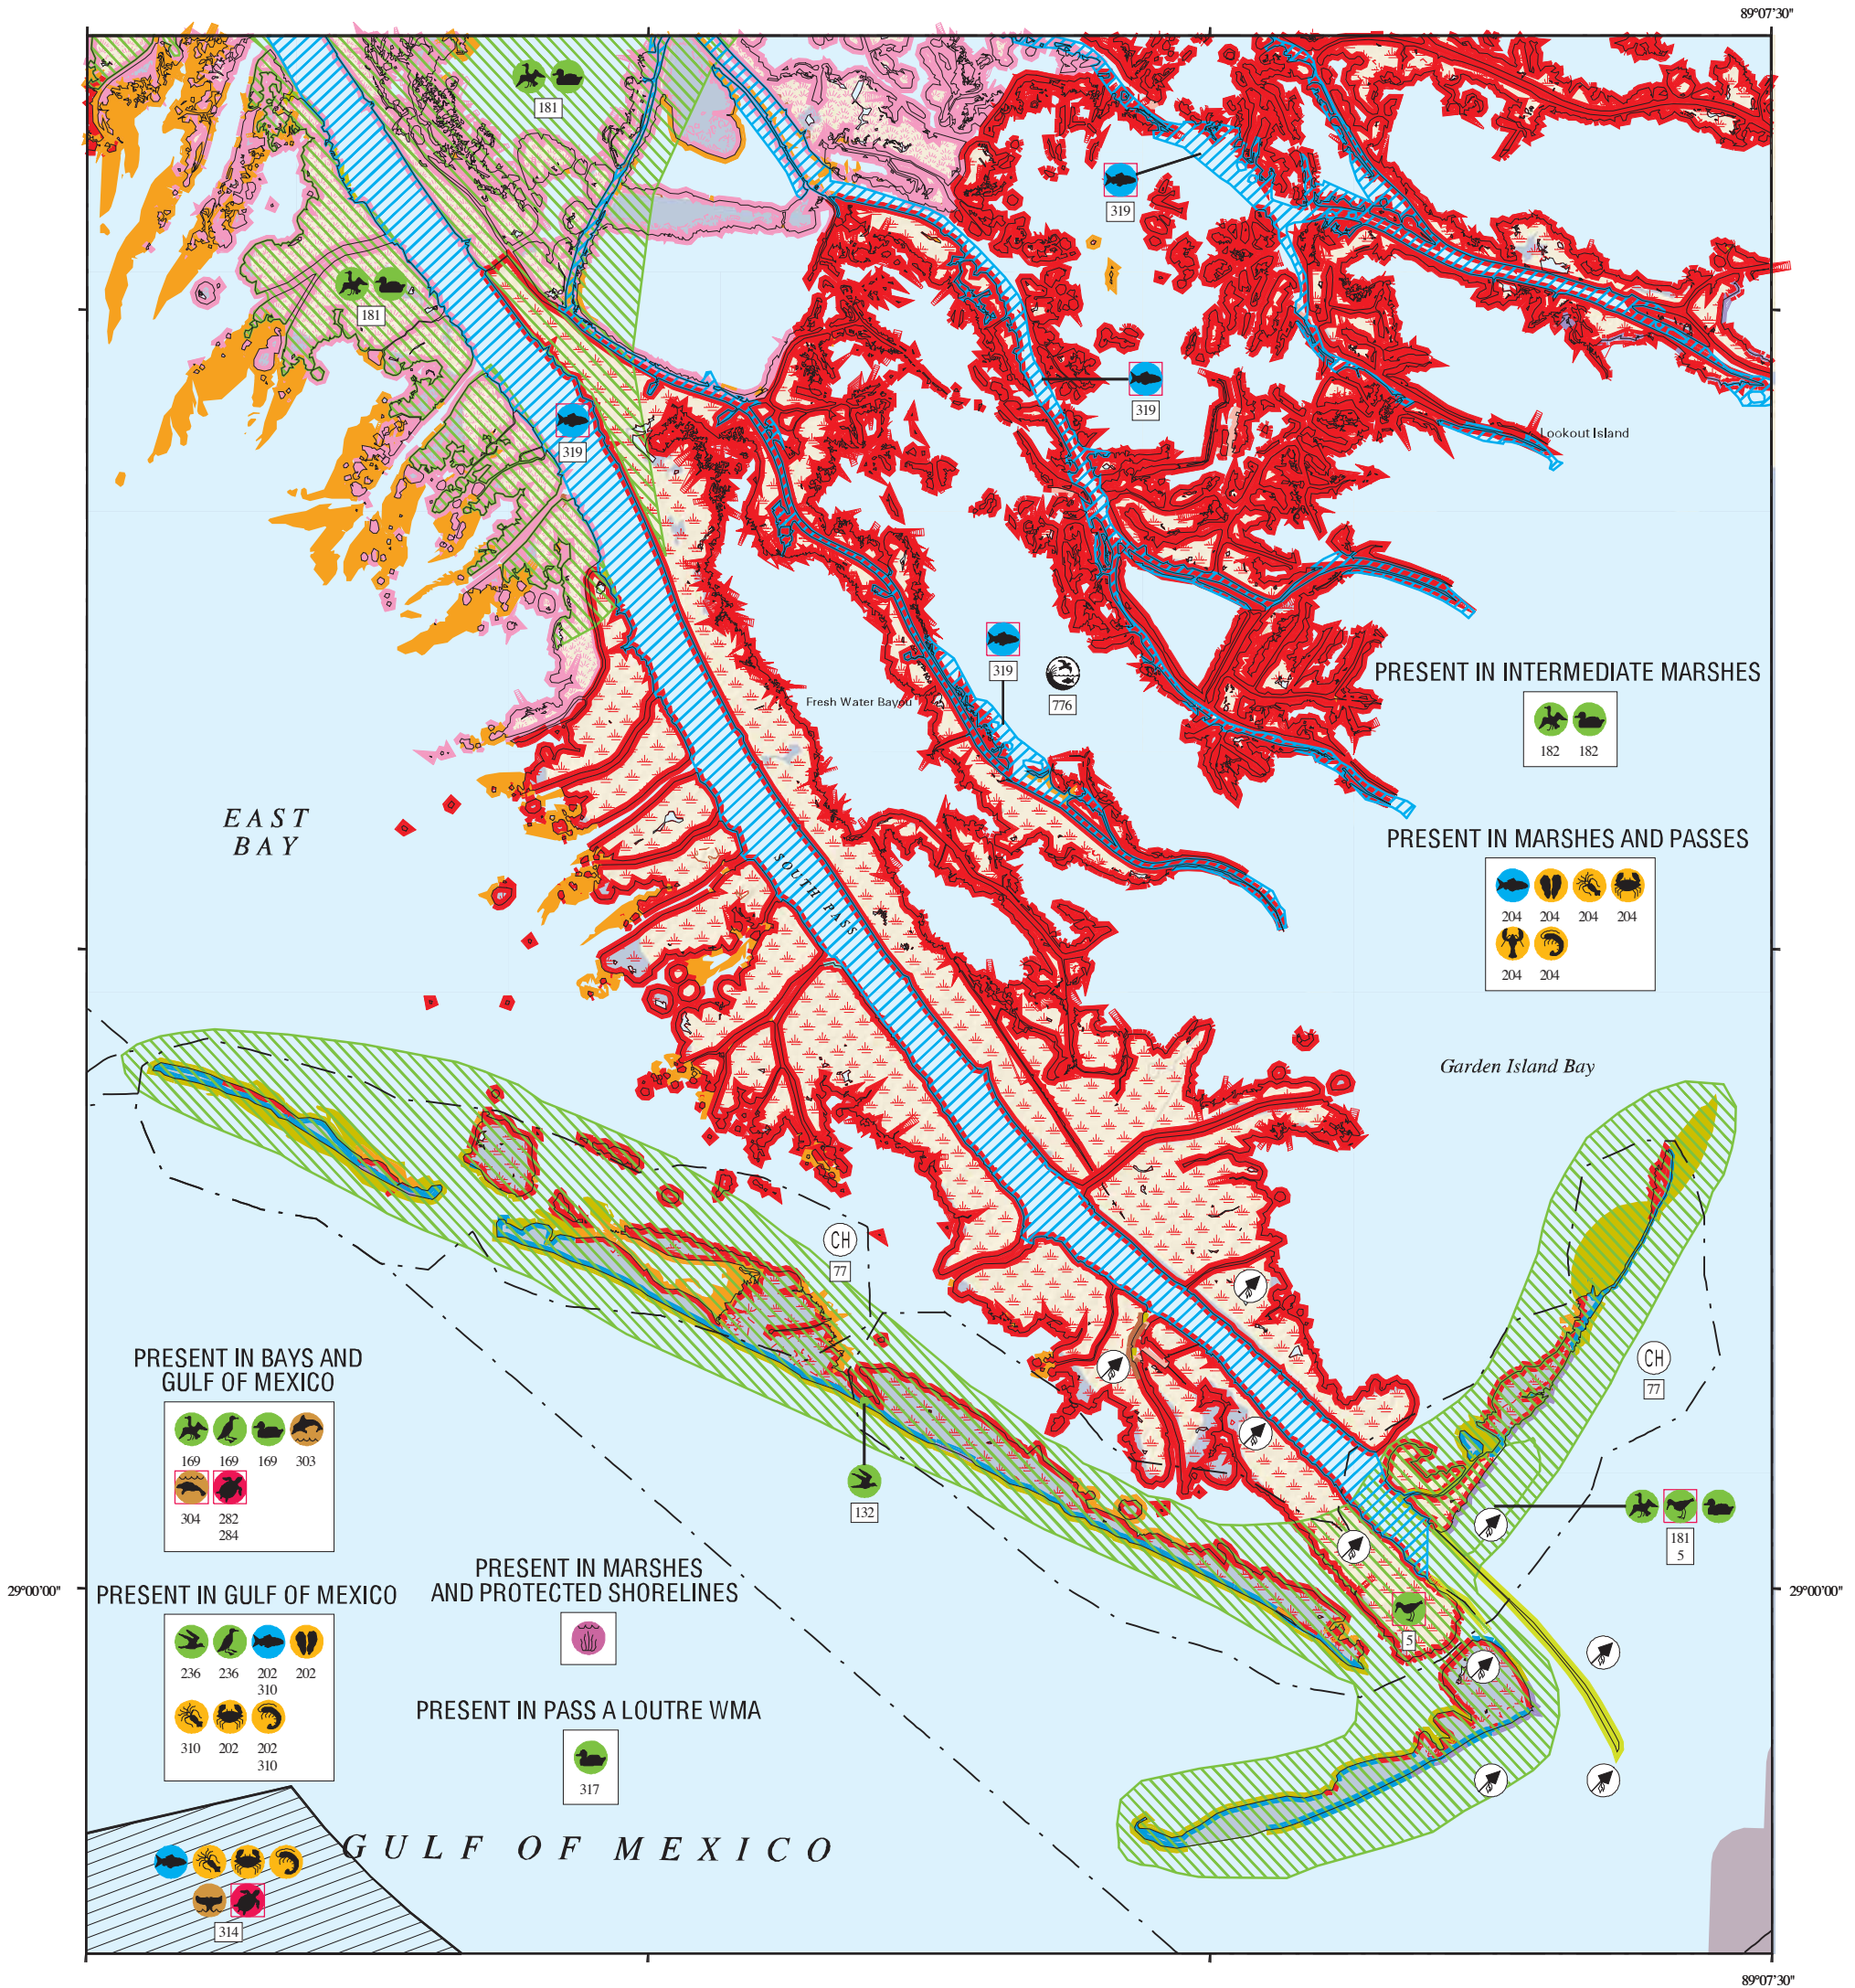 89°07'30"
181
319
181
319
319
Lookout Island
319
776
Fresh Water Bayou
PRESENT IN INTERMEDIATE MARSHES
182 182
EAST
BAY
SOUTH PASS
PRESENT IN MARSHES AND PASSES
204 204 204 204
204 204
Garden Island Bay
CH
77
PRESENT IN BAYS AND
GULF OF MEXICO
169 169 169 303
304 282
284
CH
77
132
181
5
PRESENT IN MARSHES
AND PROTECTED SHORELINES
29°00'00"
29°00'00"
PRESENT IN GULF OF MEXICO
236 236 202 202
310
310 202 202
310
5
PRESENT IN PASS A LOUTRE WMA
317
GULF OF MEXICO
314
89°07'30"